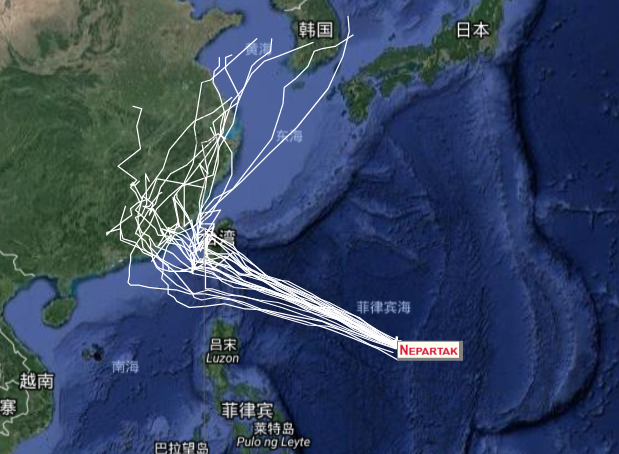 韩国
日本
黄海
东海
台湾
菲律宾海
NEPARTAK
吕宋
Luzon
南海
越南
寮
菲律宾
莱特岛
Pulo ng Leyte
巴拉望岛